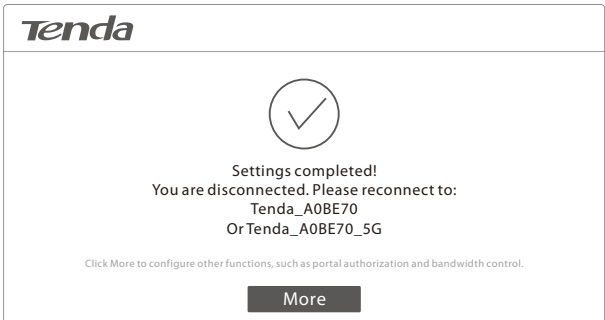 Tenda
Settings completed!
You are disconnected. Please reconnect to:
Tenda_A0BE70
Or Tenda_A0BE70_5G
Click More to configure other functions, such as portal authorization and bandwidth control.
More